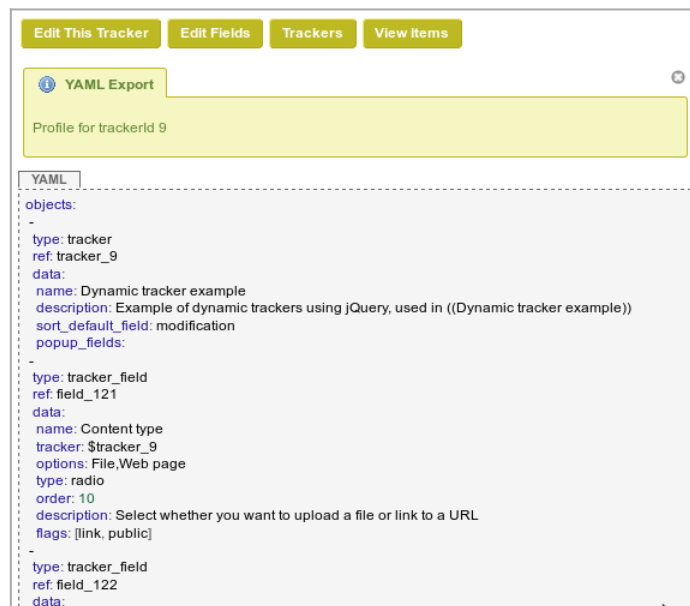 Edit This Tracker Edit Fields Trackers View Items
YAML Export
Profile for trackerId 9
YAML
objects:
-
type: tracker
ref: tracker_9
data:
name: Dynamic tracker example
description: Example of dynamic trackers using jQuery, used in ((Dynamic tracker example))
sort_default_field: modification
popup_fields:
-
type: tracker_field
ref: field_121
data:
name: Content type
tracker: $tracker_9
options: File,Web page
type: radio
order: 10
description: Select whether you want to upload a file or link to a URL
flags: [link, public]
-
type: tracker_field
ref: field_122
data: